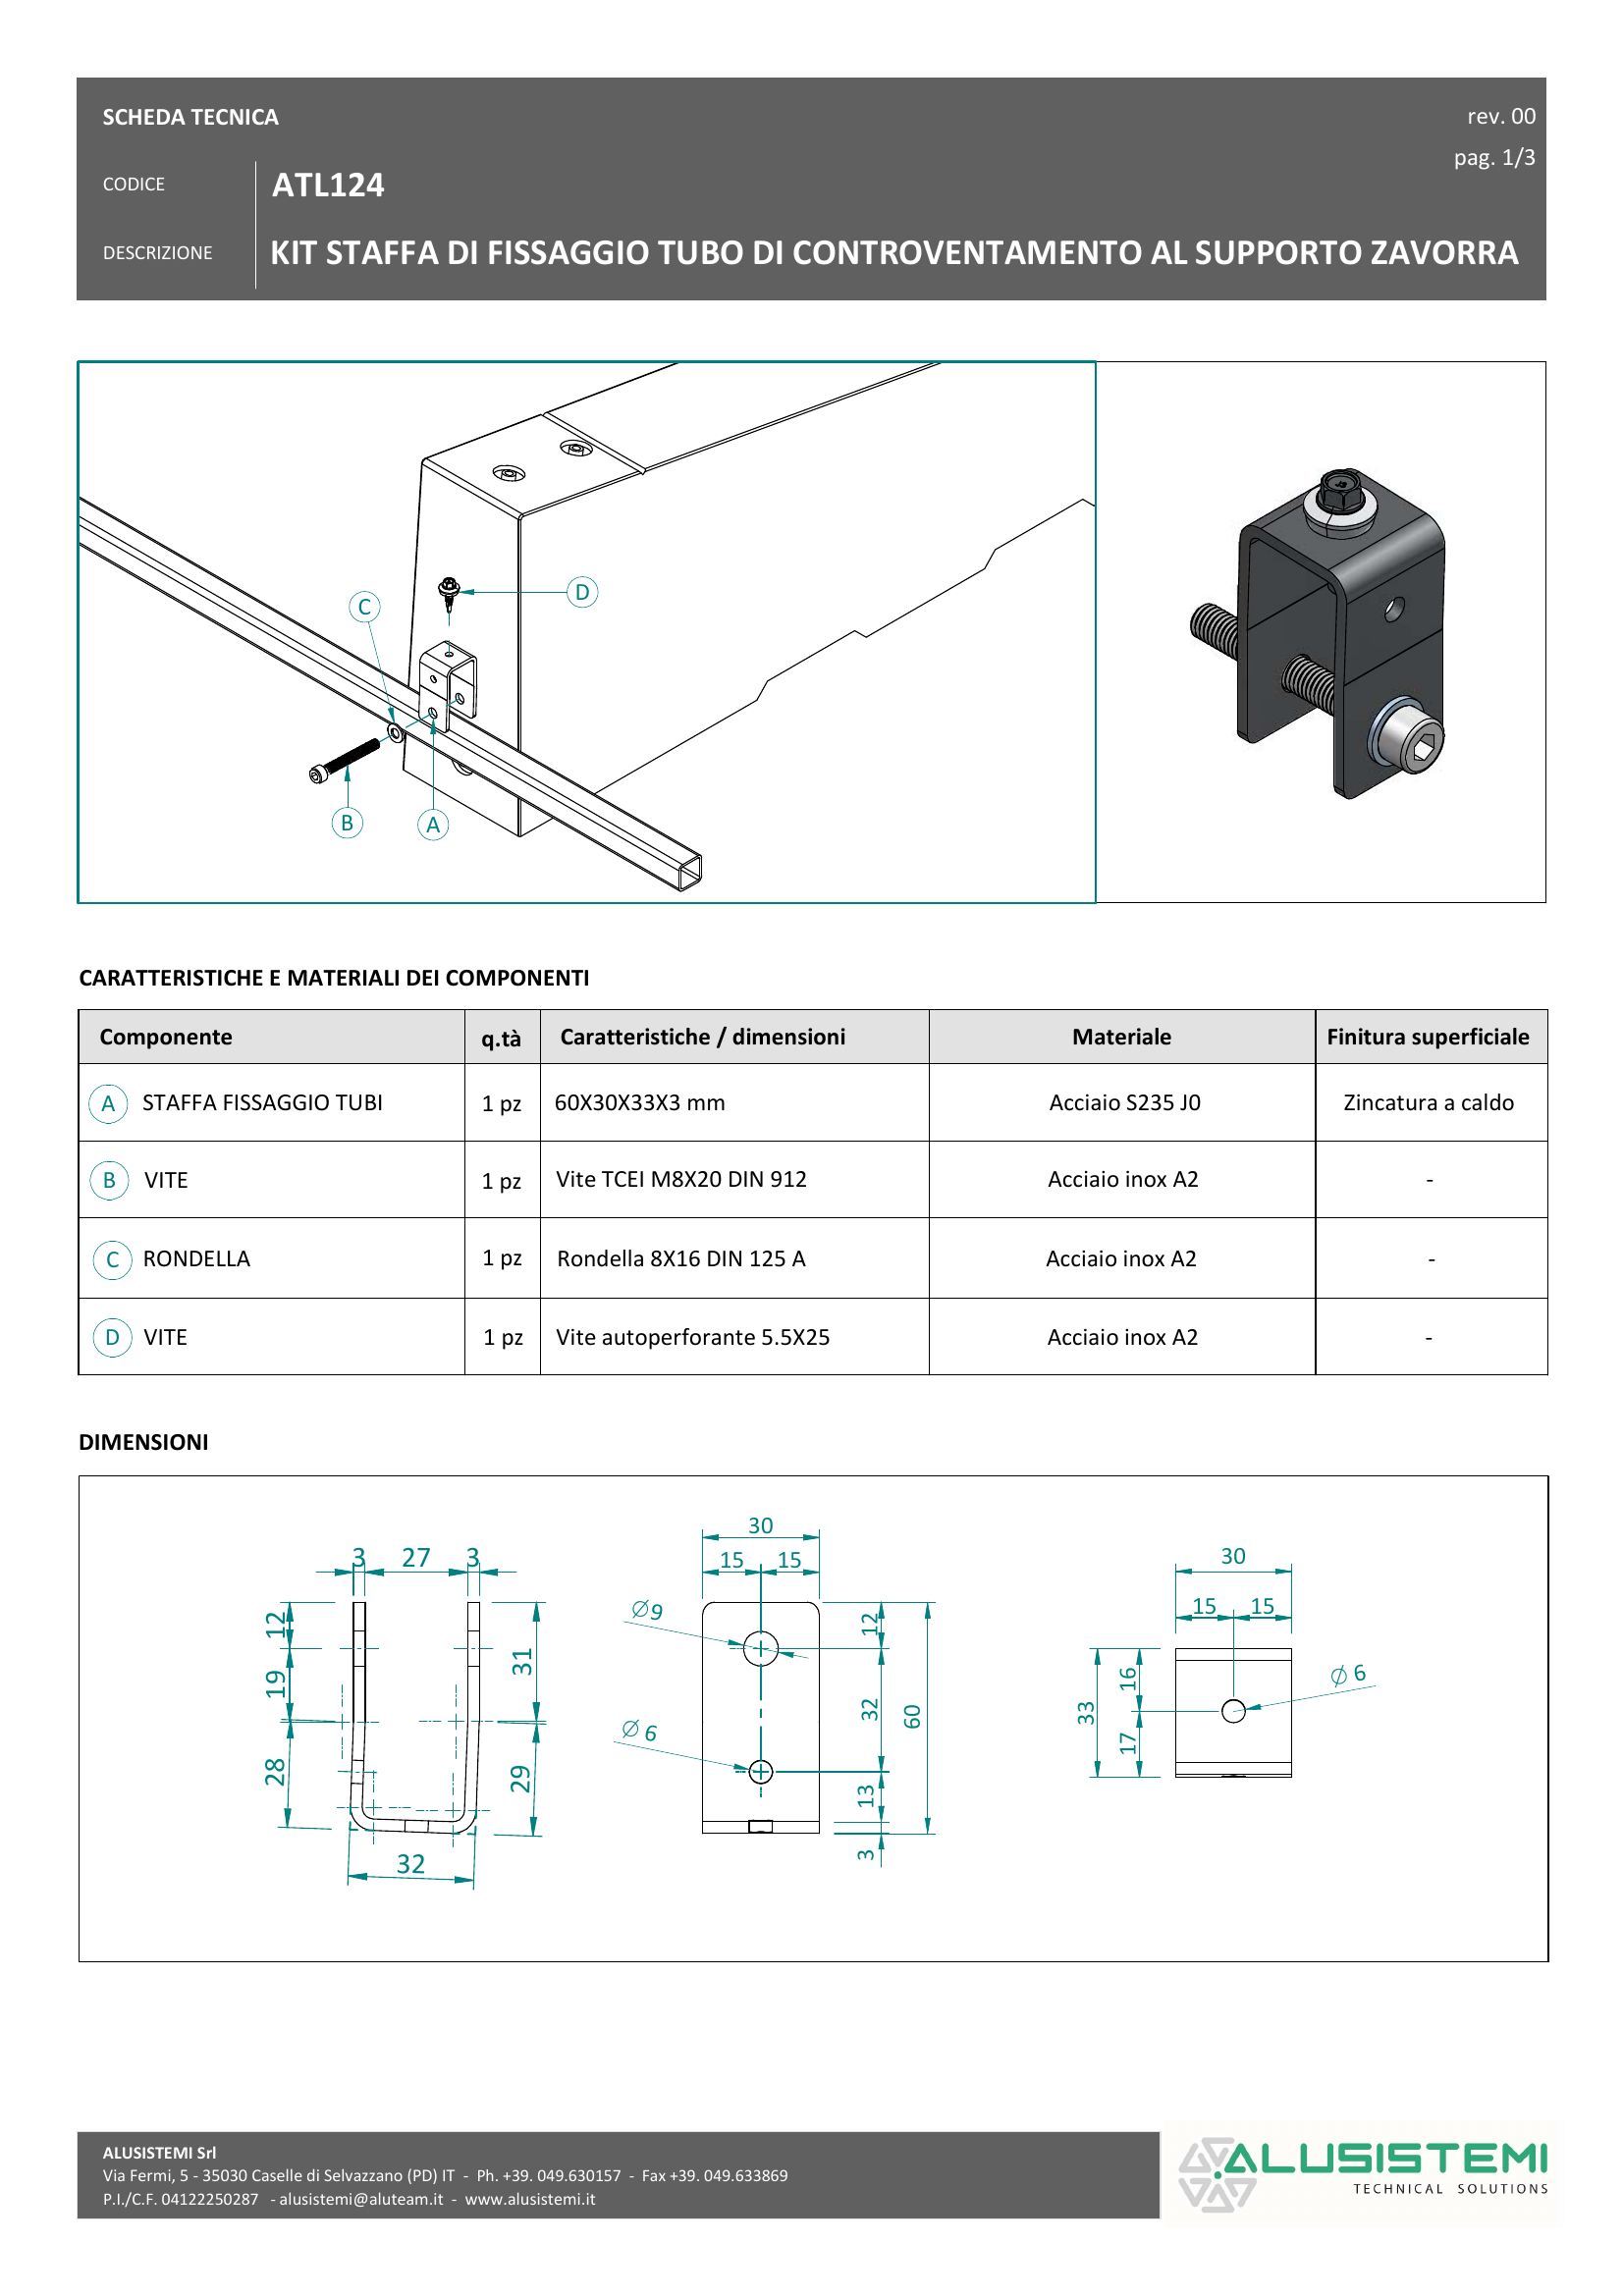 SCHEDA TECNICA
rev. 00
pag. 1/3
CODICE
ATL124
DESCRIZIONE
KIT STAFFA DI FISSAGGIO TUBO DI CONTROVENTAMENTO AL SUPPORTO ZAVORRA
D
C
B
A
CARATTERISTICHE E MATERIALI DEI COMPONENTI
Componente q.tà Caratteristiche / dimensioni Materiale Finitura superficiale
A STAFFA FISSAGGIO TUBI 1 pz 60X30X33X3 mm Acciaio S235 J0 Zincatura a caldo
B VITE 1 pz Vite TCEI M8X20 DIN 912 Acciaio inox A2 -
C RONDELLA 1 pz Rondella 8X16 DIN 125 A Acciaio inox A2 -
D VITE 1 pz Vite autoperforante 5.5X25 Acciaio inox A2 -
DIMENSIONI
3 27 3
12
19
28
31
29
32
30
15 15
Ø9
Ø 6
12
32
60
13
3
30
15 15
16
33
17
Ø 6
ALUSISTEMI Srl
Via Fermi, 5 - 35030 Caselle di Selvazzano (PD) IT - Ph. +39. 049.630157 - Fax +39. 049.633869
P.I./C.F. 04122250287 - alusistemi@aluteam.it - www.alusistemi.it
ALUSISTEMI
TECHNICAL SOLUTIONS